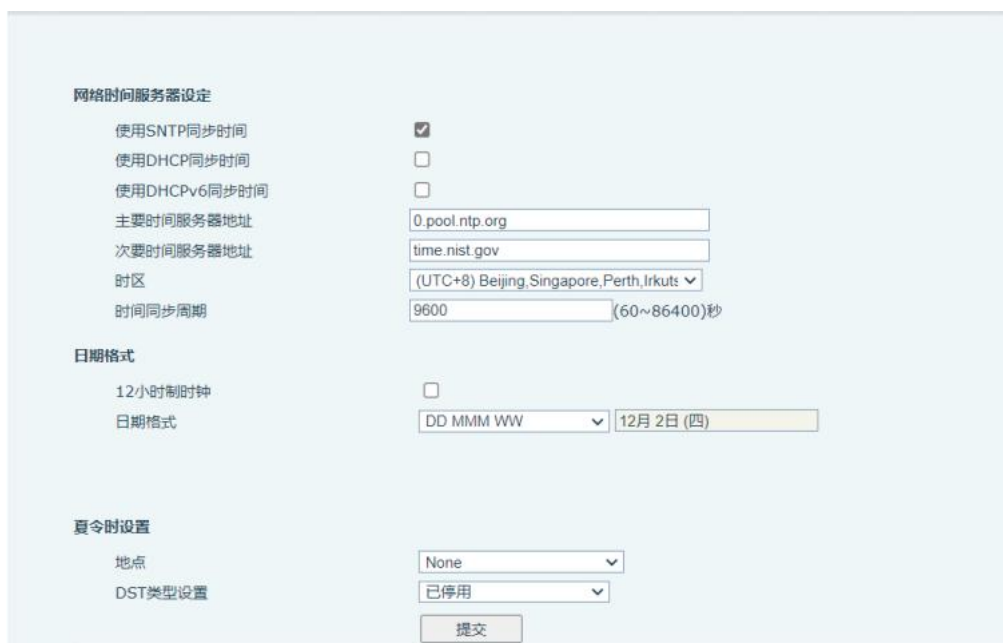 网络时间服务器设定
使用SNTP同步时间
使用DHCP同步时间
使用DHCPv6同步时间
主要时间服务器地址 0.pool.ntp.org
次要时间服务器地址 time.nist.gov
时区 (UTC+8) Beijing,Singapore,Perth,Irkuts
时间同步周期 9600 (60~86400)秒
日期格式
12小时制时钟
日期格式 DD MMM WW 12月 2日 (四)
夏令时设置
地点 None
DST类型设置 已停用
提交